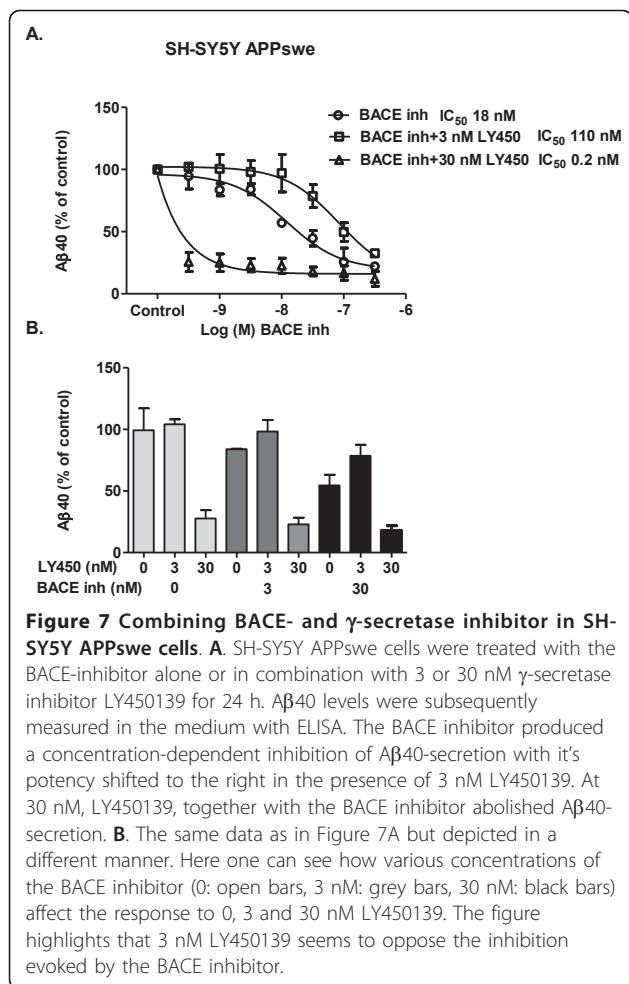 A.
SH-SY5Y APPswe
150
100
50
0
Aβ40 (% of control)
BACE inh IC50 18 nM
BACE inh+3 nM LY450 IC50 110 nM
BACE inh+30 nM LY450 IC50 0.2 nM
Control -9 -8 -7 -6
Log (M) BACE inh
B.
150
100
50
0
Aβ40 (% of control)
LY450 (nM) 0 3 30 0 3 30 0 3 30
BACE inh (nM) 0 3 30
Figure 7 Combining BACE- and γ-secretase inhibitor in SH-
SY5Y APPswe cells. A. SH-SY5Y APPswe cells were treated with the
BACE-inhibitor alone or in combination with 3 or 30 nM γ-secretase
inhibitor LY450139 for 24 h. Aβ40 levels were subsequently
measured in the medium with ELISA. The BACE inhibitor produced
a concentration-dependent inhibition of Aβ40-secretion with it's
potency shifted to the right in the presence of 3 nM LY450139. At
30 nM, LY450139, together with the BACE inhibitor abolished Aβ40-
secretion. B. The same data as in Figure 7A but depicted in a
different manner. Here one can see how various concentrations of
the BACE inhibitor (0: open bars, 3 nM: grey bars, 30 nM: black bars)
affect the response to 0, 3 and 30 nM LY450139. The figure
highlights that 3 nM LY450139 seems to oppose the inhibition
evoked by the BACE inhibitor.